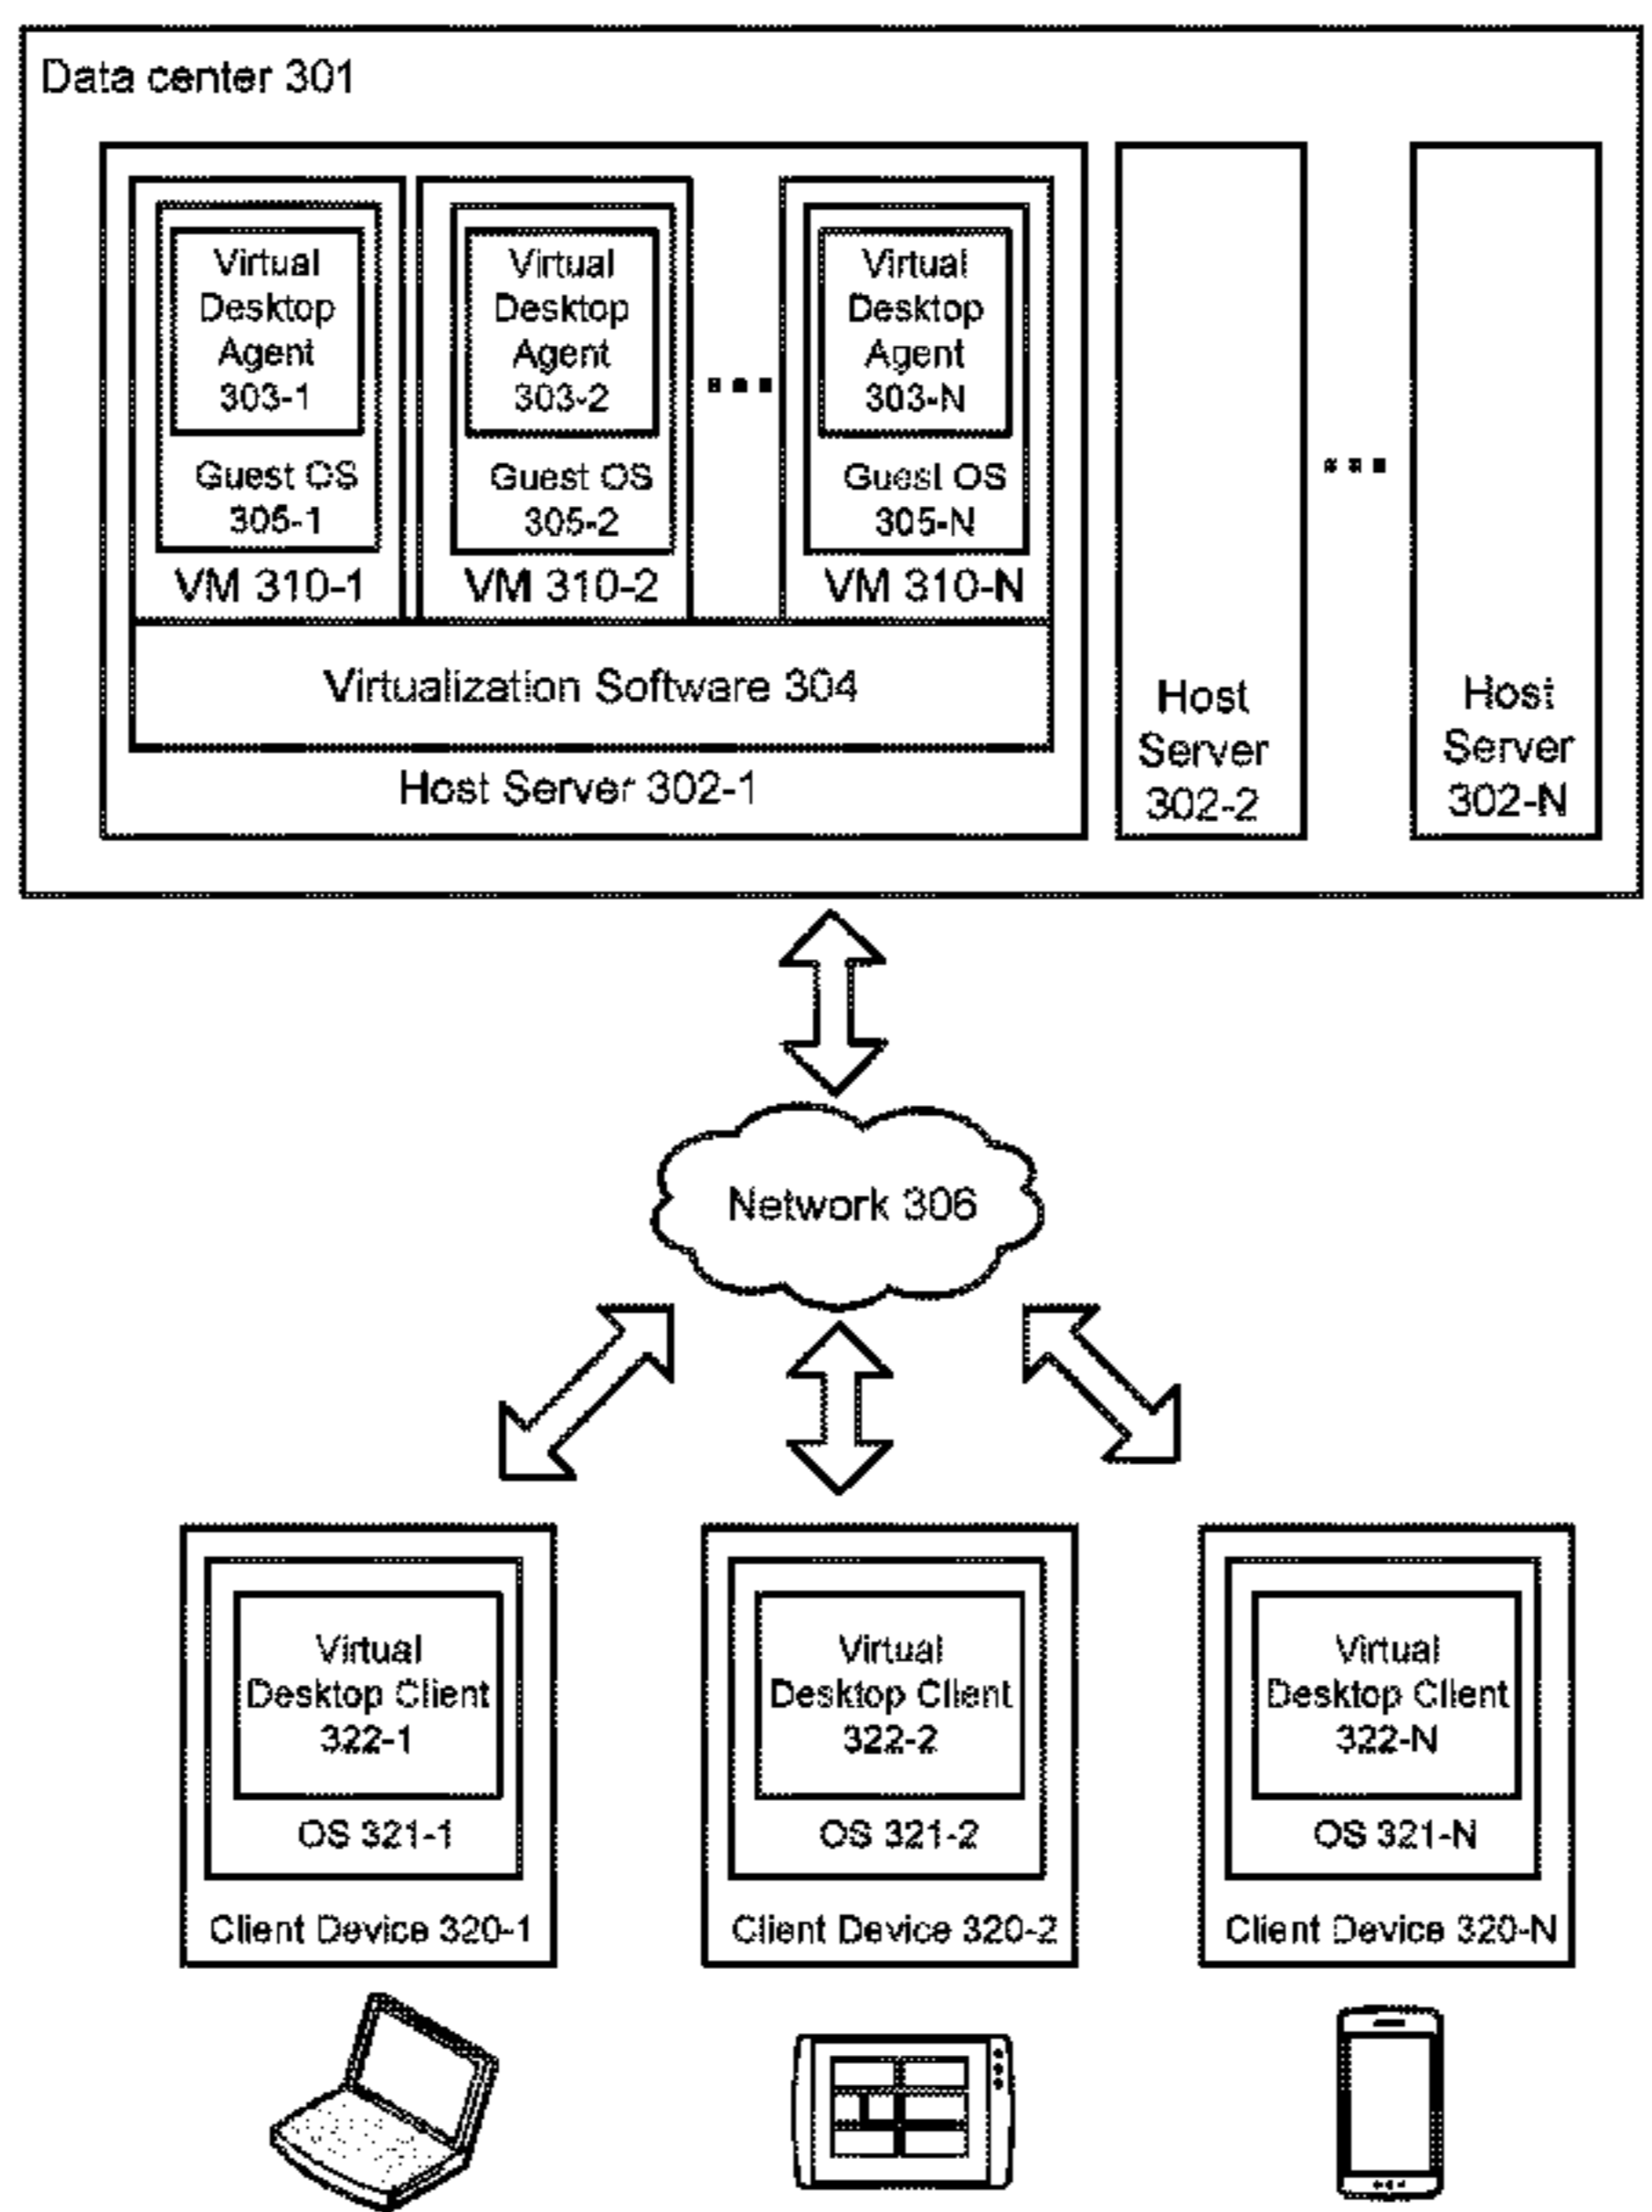 Data center 301
Virtual
Desktop
Agent
303-1
Guest OS
305-1
VM 310-1
Virtual
Desktop
Agent
303-2
Guest OS
305-2
VM 310-2
Virtual
Desktop
Agent
303-N
Guest OS
305-N
VM 310-N
Virtualization Software 304
Host Server 302-1
Host
Server
302-2
Host
Server
302-N
Network 306
Virtual
Desktop Client
322-1
OS 321-1
Client Device 320-1
Virtual
Desktop Client
322-2
OS 321-2
Client Device 320-2
Virtual
Desktop Client
322-N
OS 321-N
Client Device 320-N